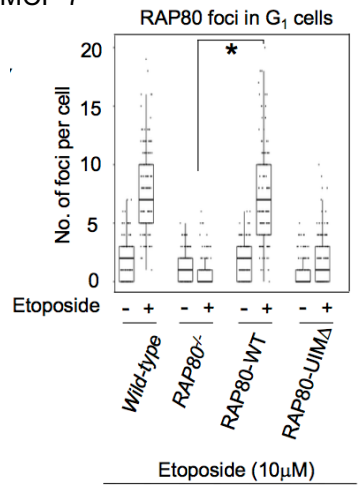 RAP80 foci in G1 cells
*
No. of foci per cell
20
15
10
5
0
Etoposide - + - + - + - +
Wild-type
RAP80-/-
RAP80-WT
RAP80-UIMΔ
Etoposide (10μM)